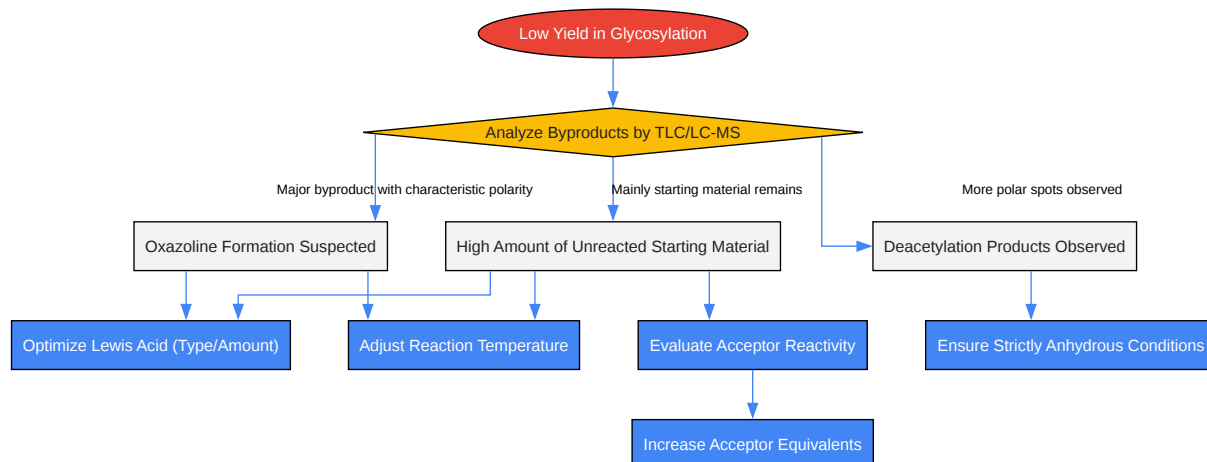 Low Yield in Glycosylation
Analyze Byproducts by TLC/LC-MS
Major byproduct with characteristic polarity
Mainly starting material remains
More polar spots observed
Oxazoline Formation Suspected
High Amount of Unreacted Starting Material
Deacetylation Products Observed
Optimize Lewis Acid (Type/Amount)
Adjust Reaction Temperature
Evaluate Acceptor Reactivity
Ensure Strictly Anhydrous Conditions
Increase Acceptor Equivalents